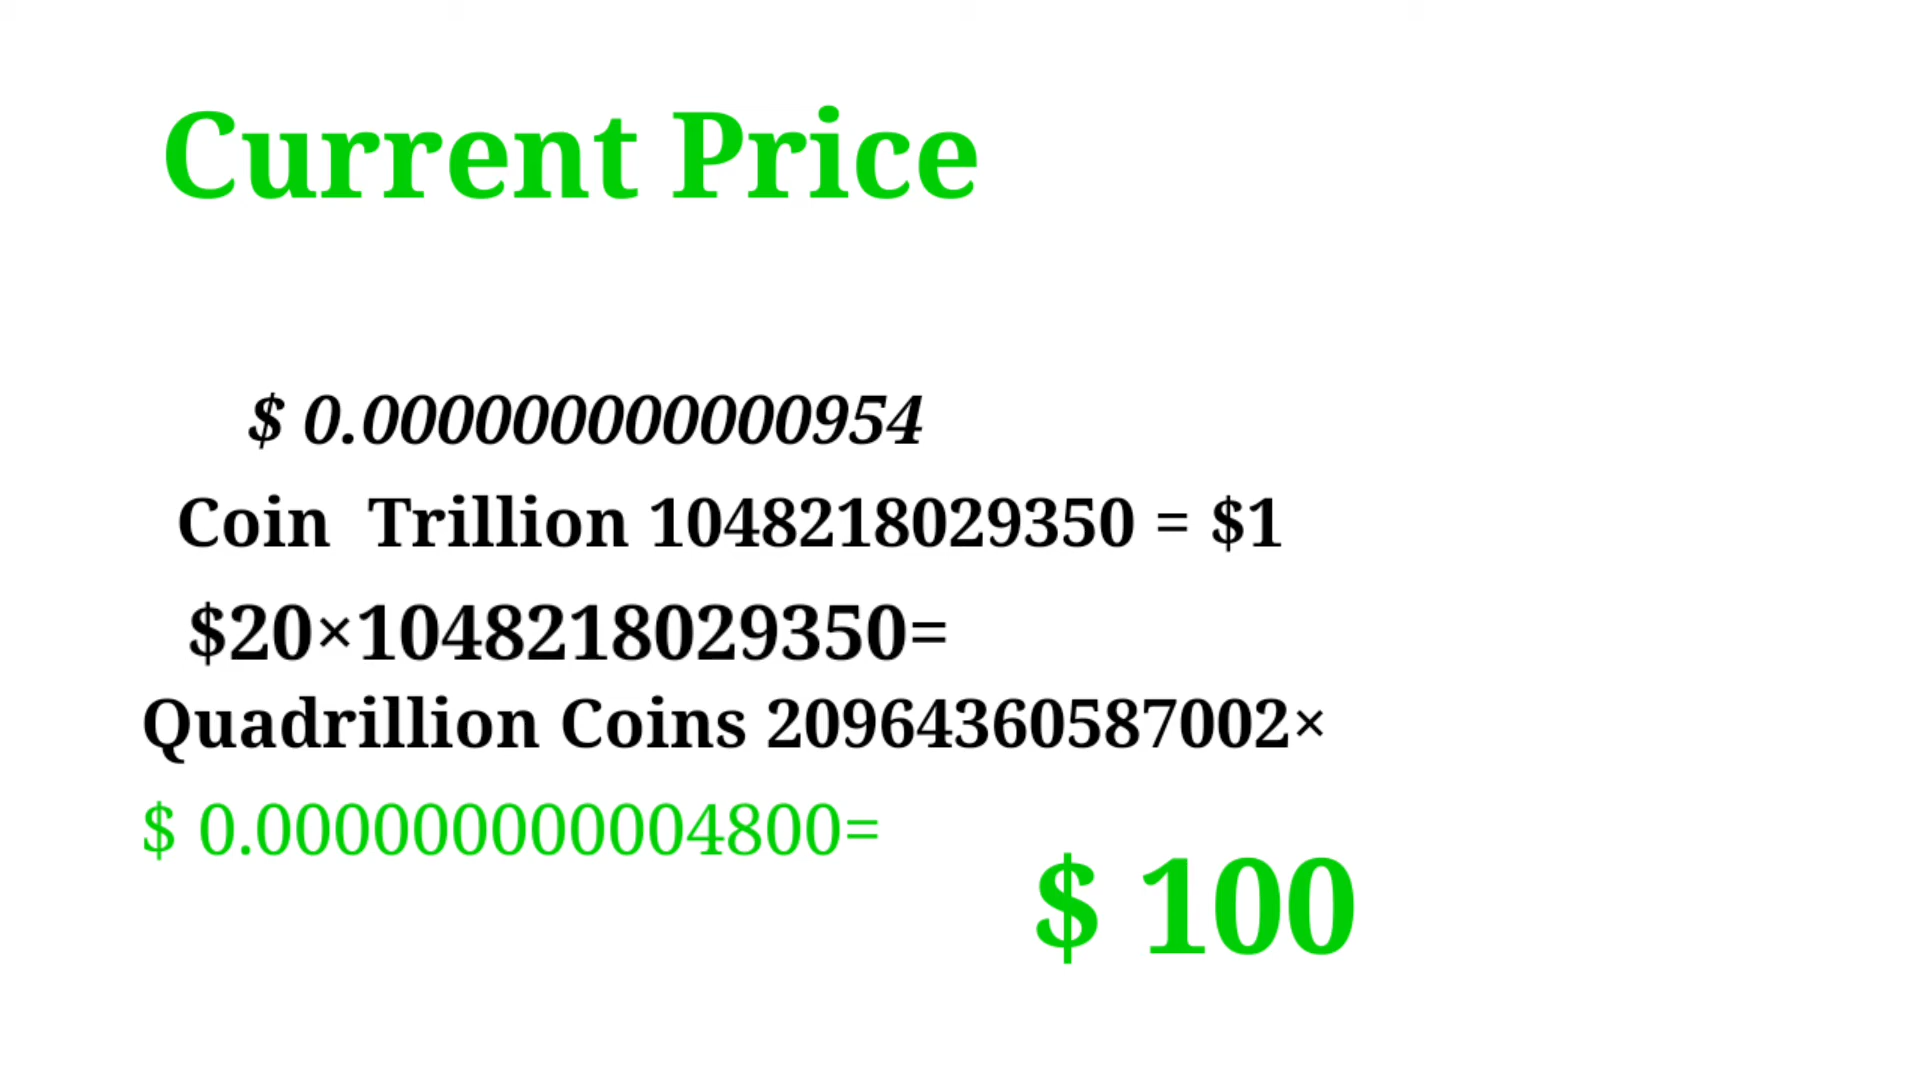 Current Price
$ 0.000000000000954
Coin Trillion 1048218029350 = $1
$20×1048218029350=
Quadrillion Coins 20964360587002×
$ 0.000000000004800=
$ 100